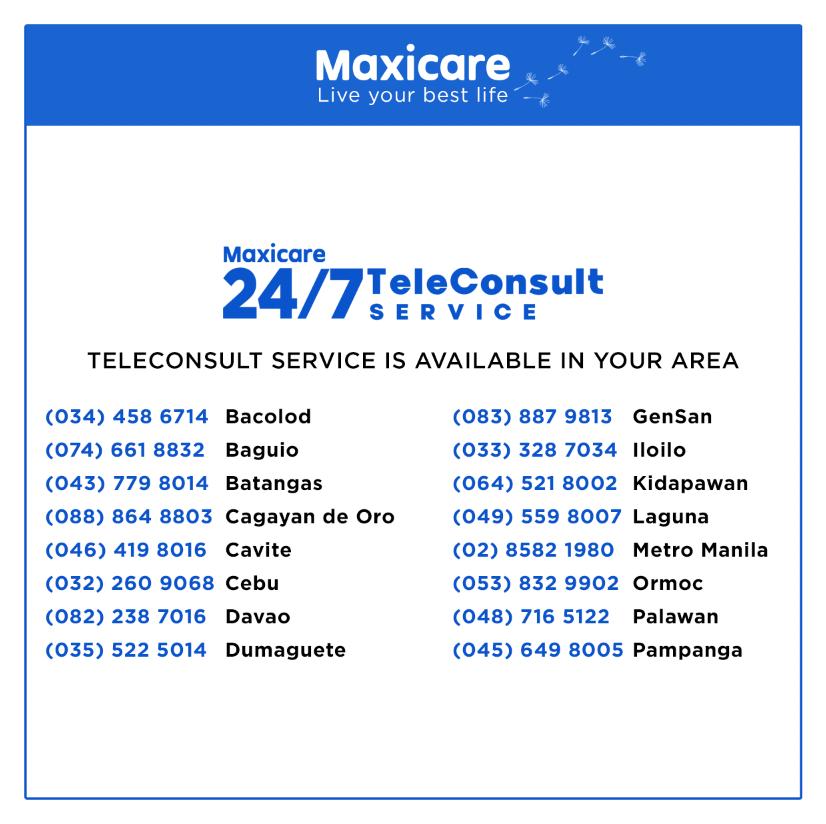 Maxicare
Live your best life
Maxicare
24/7 TeleConsult
SERVICE
TELECONSULT SERVICE IS AVAILABLE IN YOUR AREA
(034) 458 6714 Bacolod
(074) 661 8832 Baguio
(043) 779 8014 Batangas
(088) 864 8803 Cagayan de Oro
(046) 419 8016 Cavite
(032) 260 9068 Cebu
(082) 238 7016 Davao
(035) 522 5014 Dumaguete
(083) 887 9813 GenSan
(033) 328 7034 Iloilo
(064) 521 8002 Kidapawan
(049) 559 8007 Laguna
(02) 8582 1980 Metro Manila
(053) 832 9902 Ormoc
(048) 716 5122 Palawan
(045) 649 8005 Pampanga